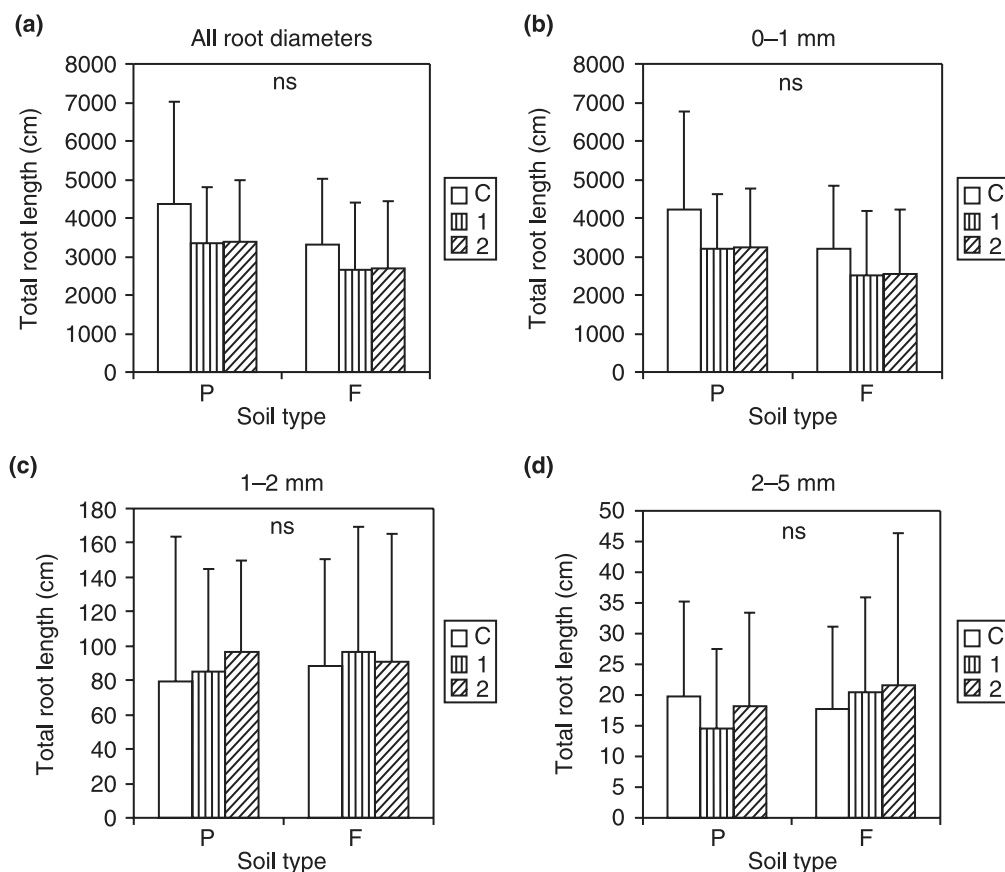 (a)
All root diameters
ns
8000
7000
6000
5000
4000
3000
2000
1000
0
Total root length (cm)
P
F
Soil type
C
1
2
(b)
0–1 mm
ns
8000
7000
6000
5000
4000
3000
2000
1000
0
Total root length (cm)
P
F
Soil type
C
1
2
(c)
1–2 mm
ns
180
160
140
120
100
80
60
40
20
0
Total root length (cm)
P
F
Soil type
C
1
2
(d)
2–5 mm
ns
50
45
40
35
30
25
20
15
10
5
0
Total root length (cm)
P
F
Soil type
C
1
2